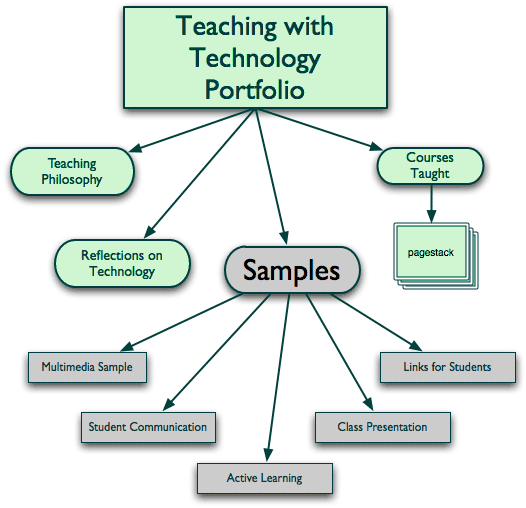 Teaching with
Technology
Portfolio
Teaching
Philosophy
Courses
Taught
Reflections on
Technology
Samples
pagestack
Multimedia Sample
Links for Students
Student Communication
Class Presentation
Active Learning